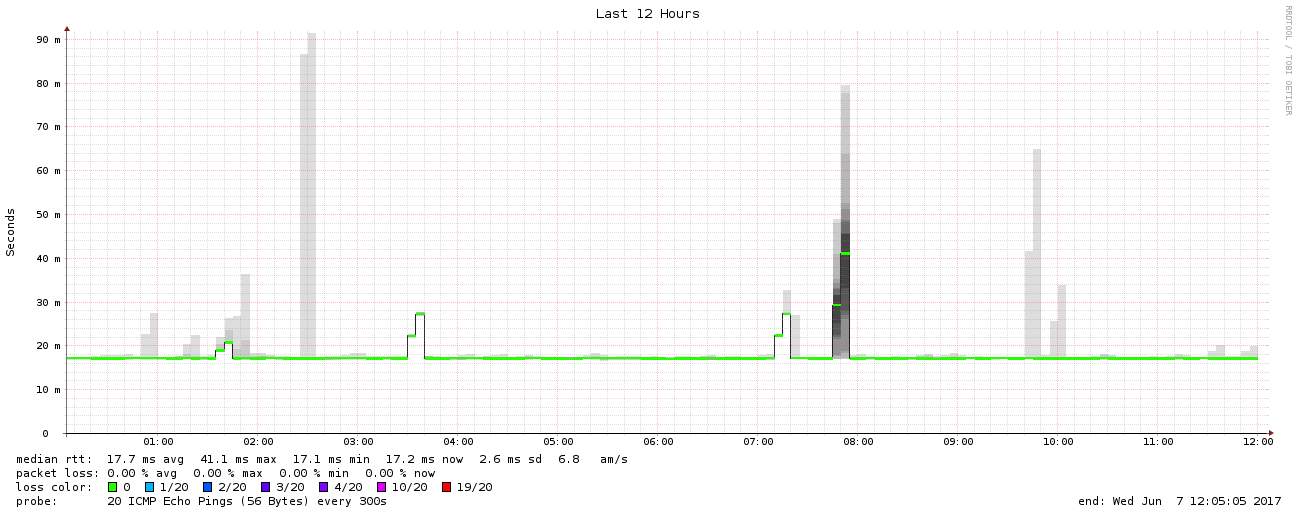 Last 12 Hours
RRDTOOL / TOBI OETIKER
Seconds
90 m
80 m
70 m
60 m
50 m
40 m
30 m
20 m
10 m
0
01:00 02:00 03:00 04:00 05:00 06:00 07:00 08:00 09:00 10:00 11:00 12:00
median rtt: 17.7 ms avg 41.1 ms max 17.1 ms min 17.2 ms now 2.6 ms sd 6.8 am/s
packet loss: 0.00 % avg 0.00 % max 0.00 % min 0.00 % now
loss color: 0 1/20 2/20 3/20 4/20 10/20 19/20
probe: 20 ICMP Echo Pings (56 Bytes) every 300s end: Wed Jun 7 12:05:05 2017